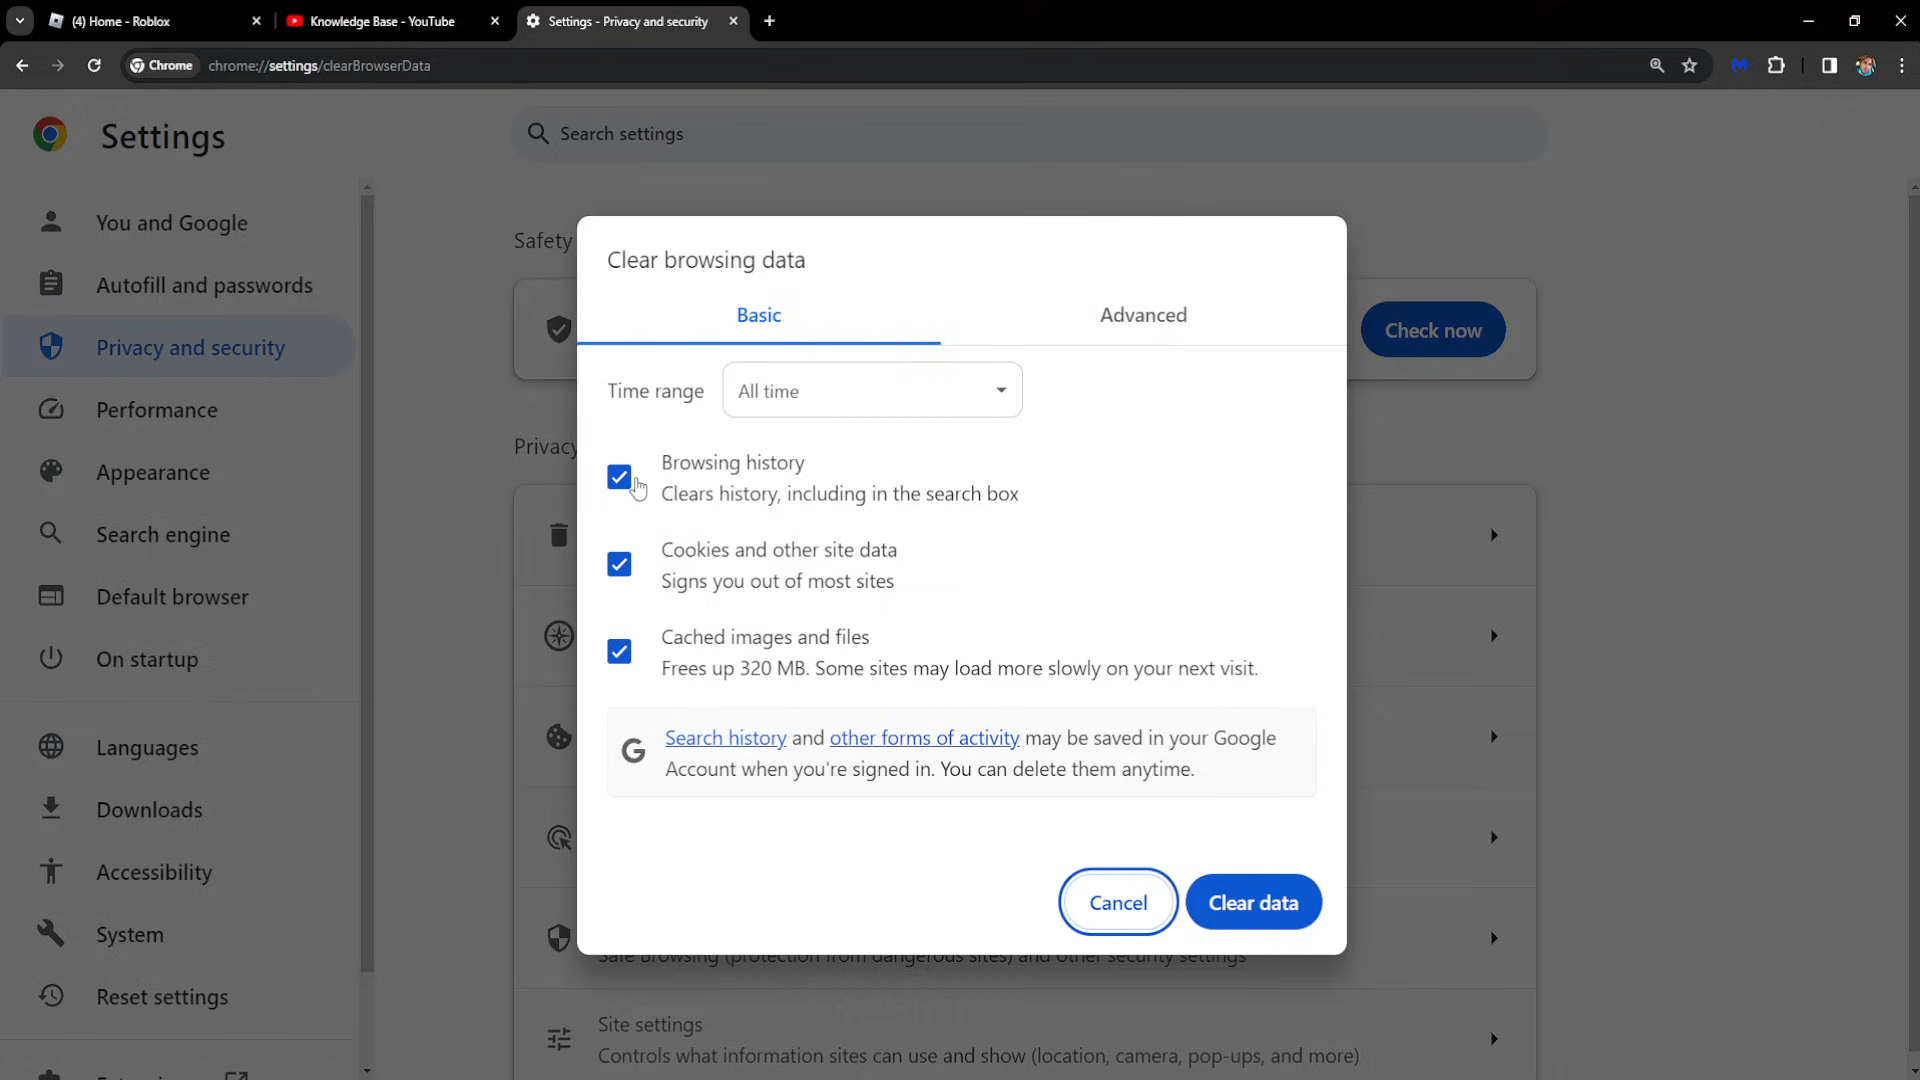 (4) Home - Roblox
Knowledge Base - YouTube
Settings - Privacy and security
Chrome
chrome://settings/clearBrowserData
Settings
Search settings
You and Google
Autofill and passwords
Privacy and security
Performance
Appearance
Search engine
Default browser
On startup
Languages
Downloads
Accessibility
System
Reset settings
Safety
Check now
Privacy
Clear browsing data
Basic
Advanced
Time range
All time
Browsing history
Clears history, including in the search box
Cookies and other site data
Signs you out of most sites
Cached images and files
Frees up 320 MB. Some sites may load more slowly on your next visit.
G
Search history and other forms of activity may be saved in your Google
Account when you're signed in. You can delete them anytime.
Cancel
Clear data
Safe Browsing (protection from dangerous sites) and other security settings
Site settings
Controls what information sites can use and show (location, camera, pop-ups, and more)